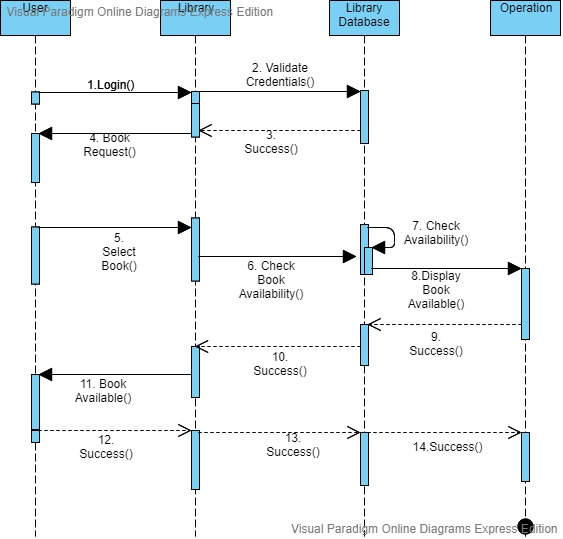 Visual Paradigm Online Diagrams Express Edition
User
Library
Library
Database
Operation
1.Login()
2. Validate
Credentials()
3.
Success()
4. Book
Request()
5.
Select
Book()
6. Check
Book
Availability()
7. Check
Availability()
8.Display
Book
Available()
9.
Success()
10.
Success()
11. Book
Available()
12.
Success()
13.
Success()
14.Success()
Visual Paradigm Online Diagrams Express Edition